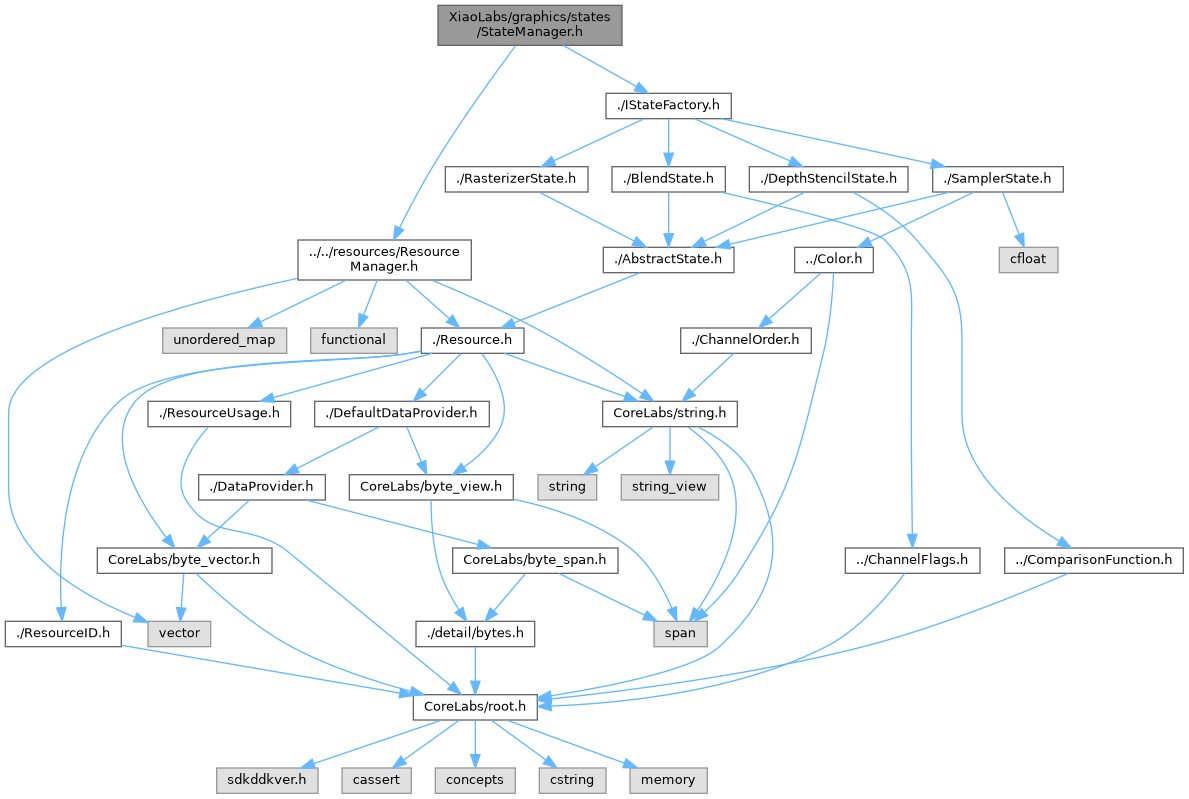 XiaoLabs/graphics/states
/StateManager.h
./IStateFactory.h
./RasterizerState.h
./BlendState.h
./DepthStencilState.h
./SamplerState.h
../../resources/Resource
Manager.h
./AbstractState.h
../Color.h
cfloat
unordered_map
functional
./Resource.h
./ChannelOrder.h
./ResourceUsage.h
./DefaultDataProvider.h
CoreLabs/string.h
./DataProvider.h
CoreLabs/byte_view.h
string
string_view
CoreLabs/byte_vector.h
CoreLabs/byte_span.h
../ChannelFlags.h
../ComparisonFunction.h
./ResourceID.h
vector
./detail/bytes.h
span
CoreLabs/root.h
sdkddkver.h
cassert
concepts
cstring
memory